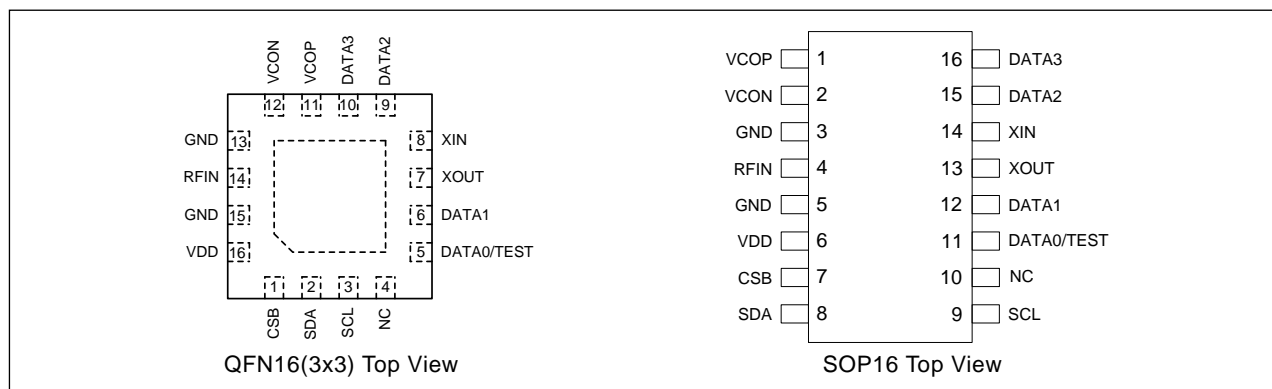 VCON VCOP DATA3 DATA2
12 11 10 9
GND 13 8 XIN
RFIN 14 7 XOUT
GND 15 6 DATA1
VDD 16 5 DATA0/TEST
1 2 3 4
CSB SDA SCL NC
QFN16(3x3) Top View
VCOP 1 16 DATA3
VCON 2 15 DATA2
GND 3 14 XIN
RFIN 4 13 XOUT
GND 5 12 DATA1
VDD 6 11 DATA0/TEST
CSB 7 10 NC
SDA 8 9 SCL
SOP16 Top View